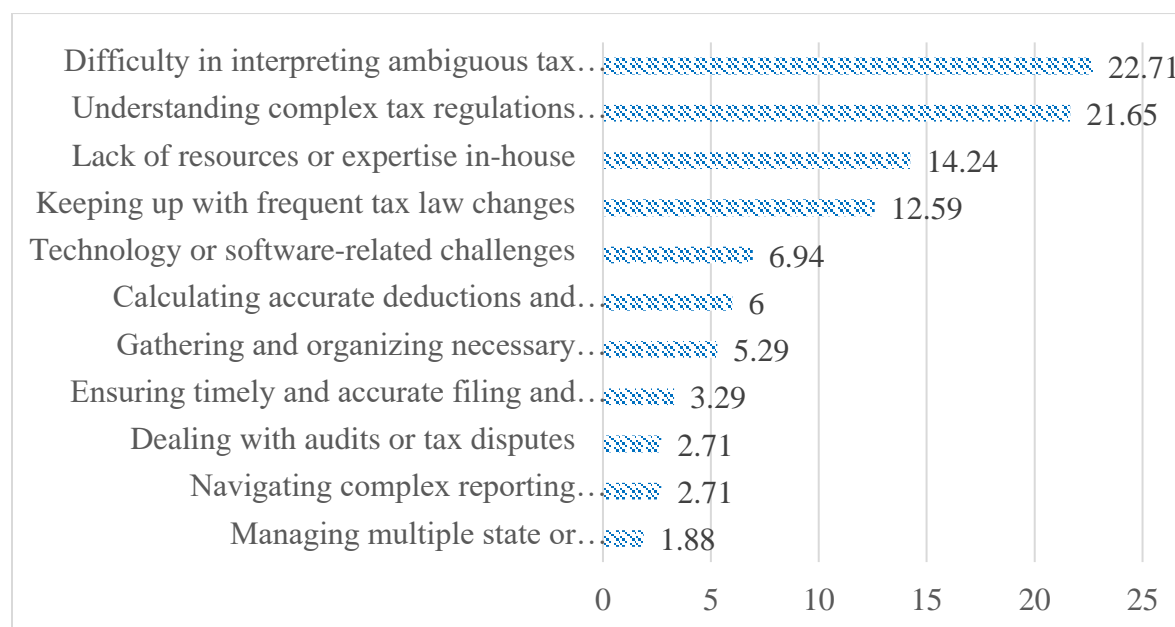 Difficulty in interpreting ambiguous tax… 22.71
Understanding complex tax regulations… 21.65
Lack of resources or expertise in-house 14.24
Keeping up with frequent tax law changes 12.59
Technology or software-related challenges 6.94
Calculating accurate deductions and… 6
Gathering and organizing necessary… 5.29
Ensuring timely and accurate filing and… 3.29
Dealing with audits or tax disputes 2.71
Navigating complex reporting… 2.71
Managing multiple state or… 1.88
0 5 10 15 20 25